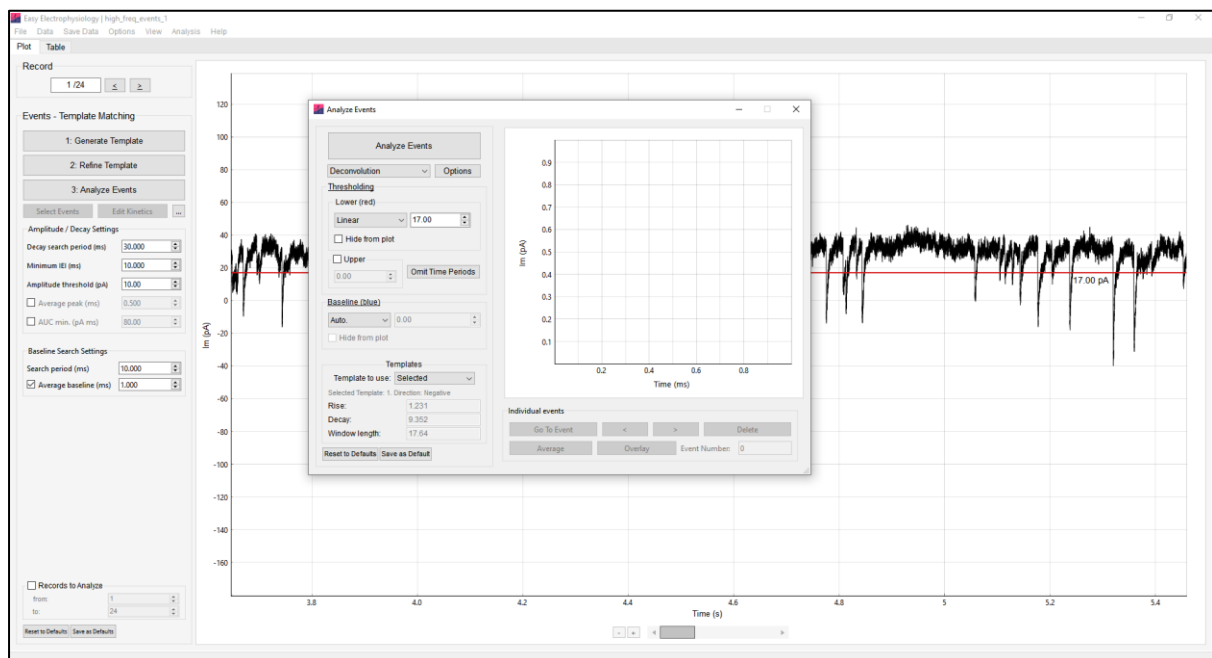 Easy Electrophysiology | high_freq_events_1
File Data Save Data Options View Analysis Help
Plot Table
Record
1 /24 < >
Events - Template Matching
1: Generate Template
2: Refine Template
3: Analyze Events
Select Events Edit Kinetics ...
Amplitude / Decay Settings
Decay search period (ms) 30.000
Minimum IEI (ms) 10.000
Amplitude threshold (pA) 10.00
Average peak (ms) 0.500
AUC min. (pA ms) 80.00
Baseline Search Settings
Search period (ms) 10.000
Average baseline (ms) 1.000
Records to Analyze
from: 1
to: 24
Reset to Defaults Save as Defaults
Im (pA)
120
100
80
60
40
20
0
-20
-40
-60
-80
-100
-120
-140
-160
3.8 4.0 4.2 4.4 4.6 4.8 5 5.2 5.4
Time (s)
- +
17.00 pA
Analyze Events
Analyze Events
Deconvolution Options
Thresholding
Lower (red)
Linear 17.00
Hide from plot
Upper
0.00 Omit Time Periods
Baseline (blue)
Auto. 0.00
Hide from plot
Templates
Template to use: Selected
Selected Template: 1. Direction: Negative
Rise: 1.231
Decay: 9.352
Window length: 17.64
Reset to Defaults Save as Default
Im (pA)
0.9
0.8
0.7
0.6
0.5
0.4
0.3
0.2
0.1
0.2 0.4 0.6 0.8
Time (ms)
Individual events
Go To Event < > Delete
Average Overlay Event Number: 0